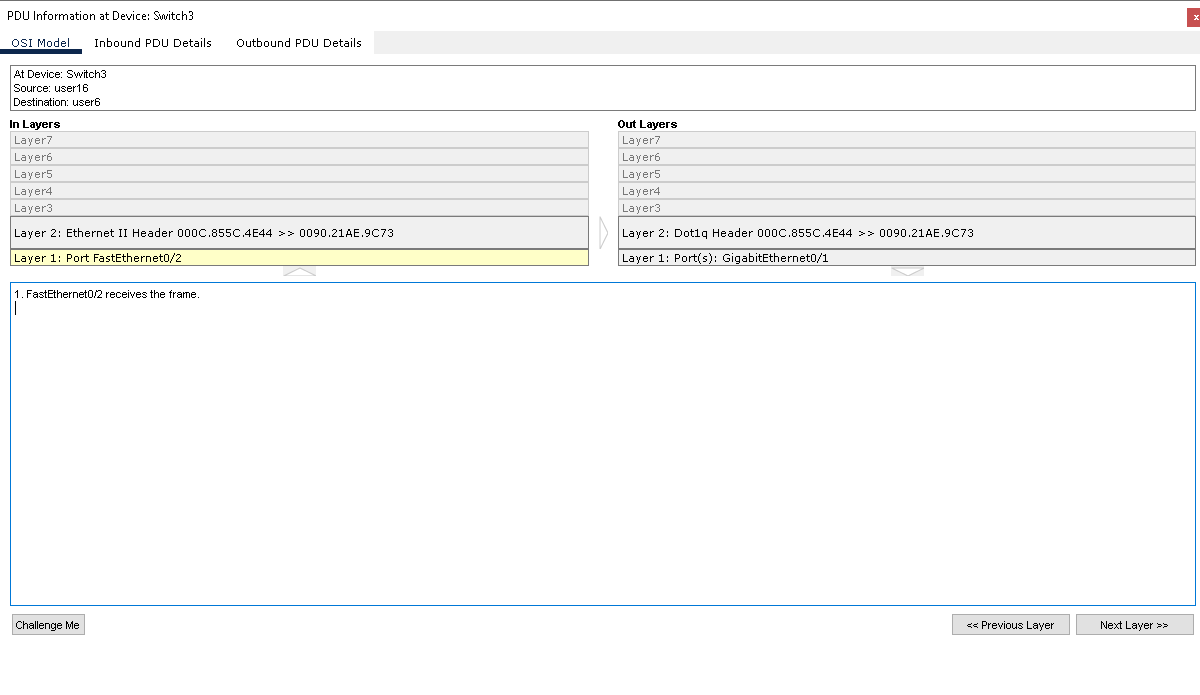 PDU Information at Device: Switch3
x
OSI Model
Inbound PDU Details
Outbound PDU Details
At Device: Switch3
Source: user16
Destination: user6
In Layers
Layer7
Layer6
Layer5
Layer4
Layer3
Layer 2: Ethernet II Header 000C.855C.4E44 >> 0090.21AE.9C73
Layer 1: Port FastEthernet0/2
Out Layers
Layer7
Layer6
Layer5
Layer4
Layer3
Layer 2: Dot1q Header 000C.855C.4E44 >> 0090.21AE.9C73
Layer 1: Port(s): GigabitEthernet0/1
1. FastEthernet0/2 receives the frame.
Challenge Me
<< Previous Layer
Next Layer >>